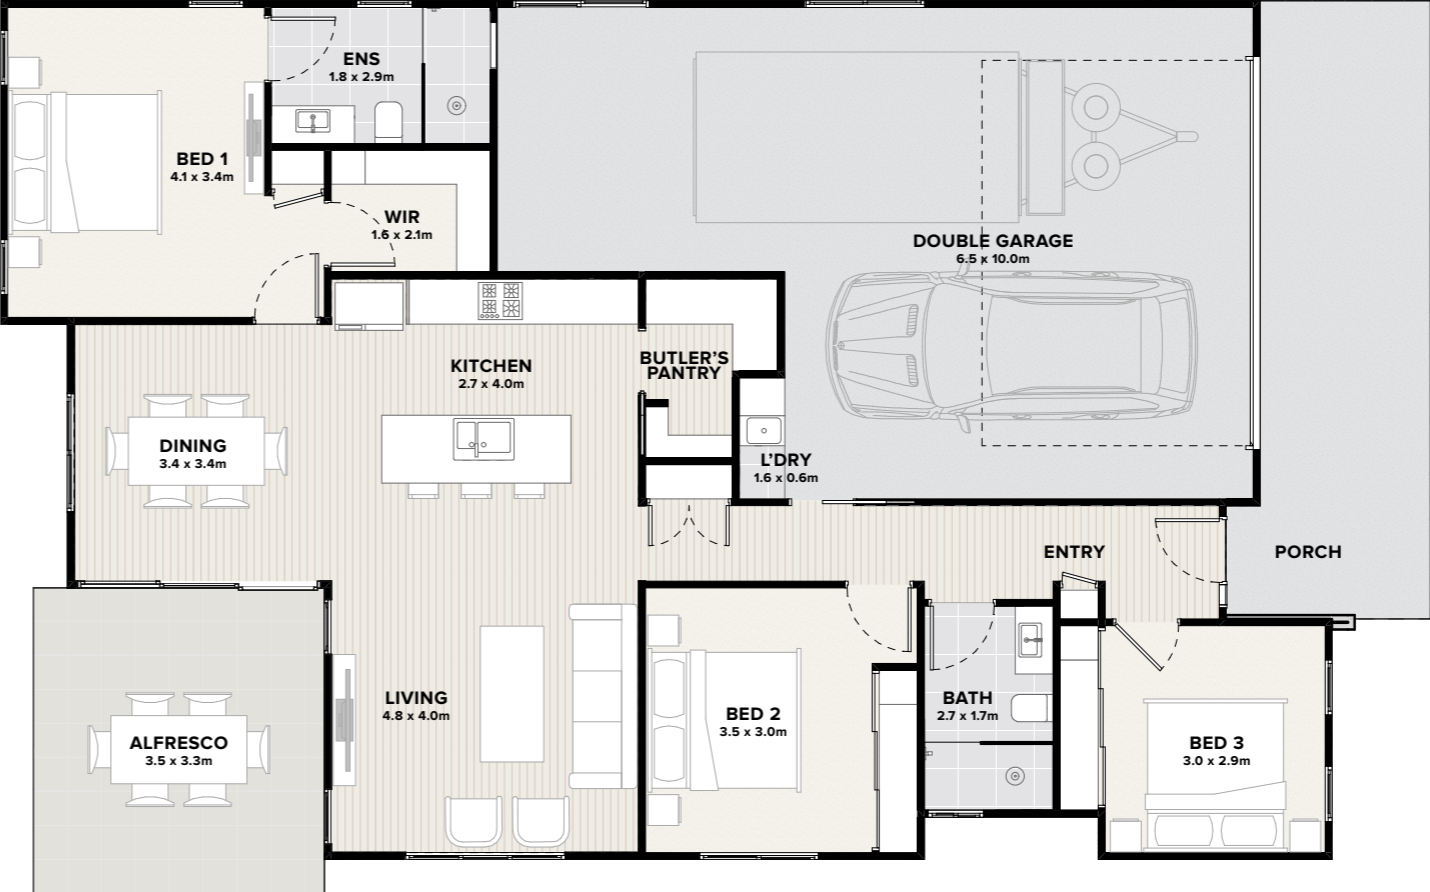 ENS
1.8 x 2.9m
BED 1
4.1 x 3.4m
WIR
1.6 x 2.1m
DOUBLE GARAGE
6.5 x 10.0m
KITCHEN
2.7 x 4.0m
BUTLER'S
PANTRY
DINING
3.4 x 3.4m
L'DRY
1.6 x 0.6m
ENTRY
PORCH
LIVING
4.8 x 4.0m
BED 2
3.5 x 3.0m
BATH
2.7 x 1.7m
ALFRESCO
3.5 x 3.3m
BED 3
3.0 x 2.9m